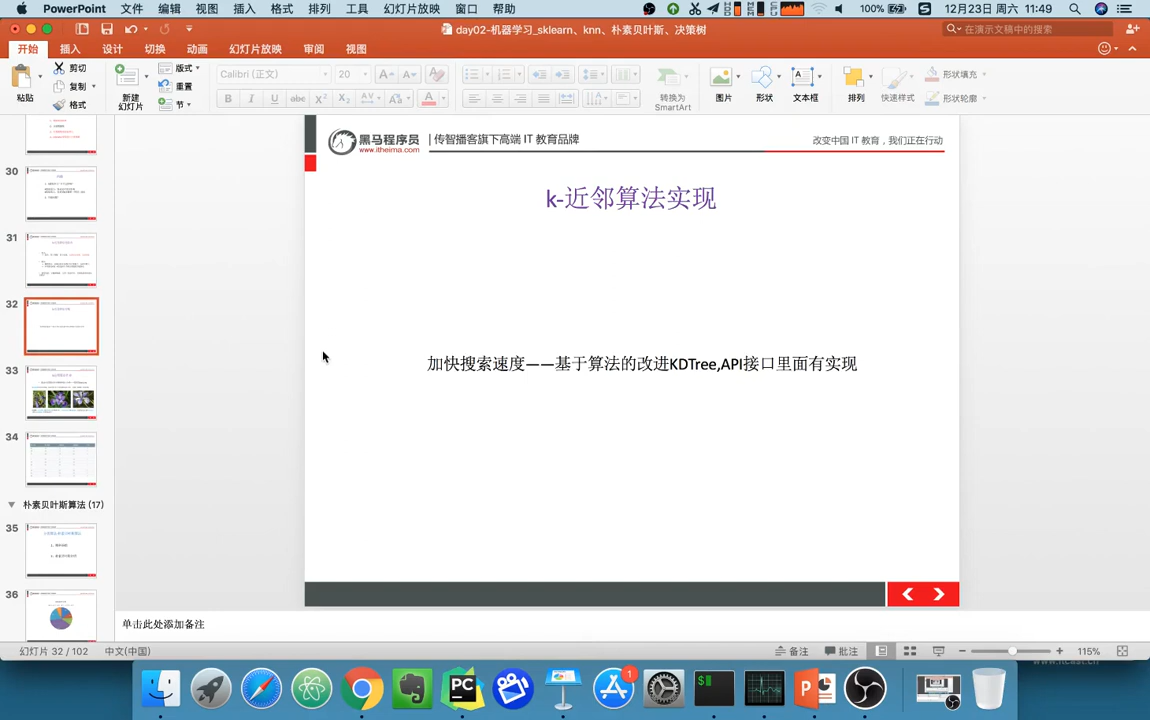 PowerPoint 文件 编辑 视图 插入 格式 排列 工具 幻灯片放映 窗口 帮助 100% 12月23日 周六 11:49
day02-机器学习_sklearn、knn、朴素贝叶斯、决策树
在演示文稿中的搜索
开始 插入 设计 切换 动画 幻灯片放映 审阅 视图
粘贴
剪切
复制
格式
新建
幻灯片
版式
重置
节
Calibri (正文) 20
B I U abc X² X₂ A
转换为
SmartArt
图片
形状
文本框
排列
快速样式
形状填充
形状轮廓
30
31
32
33
34
朴素贝叶斯算法 (17)
35
36
黑马程序员
www.itheima.com
传智播客旗下高端 IT 教育品牌
改变中国 IT 教育，我们正在行动
k-近邻算法实现
加快搜索速度——基于算法的改进KDTree,API接口里面有实现
单击此处添加备注
幻灯片 32 / 102 中文(中国)
备注 批注 115%
PC
1
$
P
www.itcast.cn